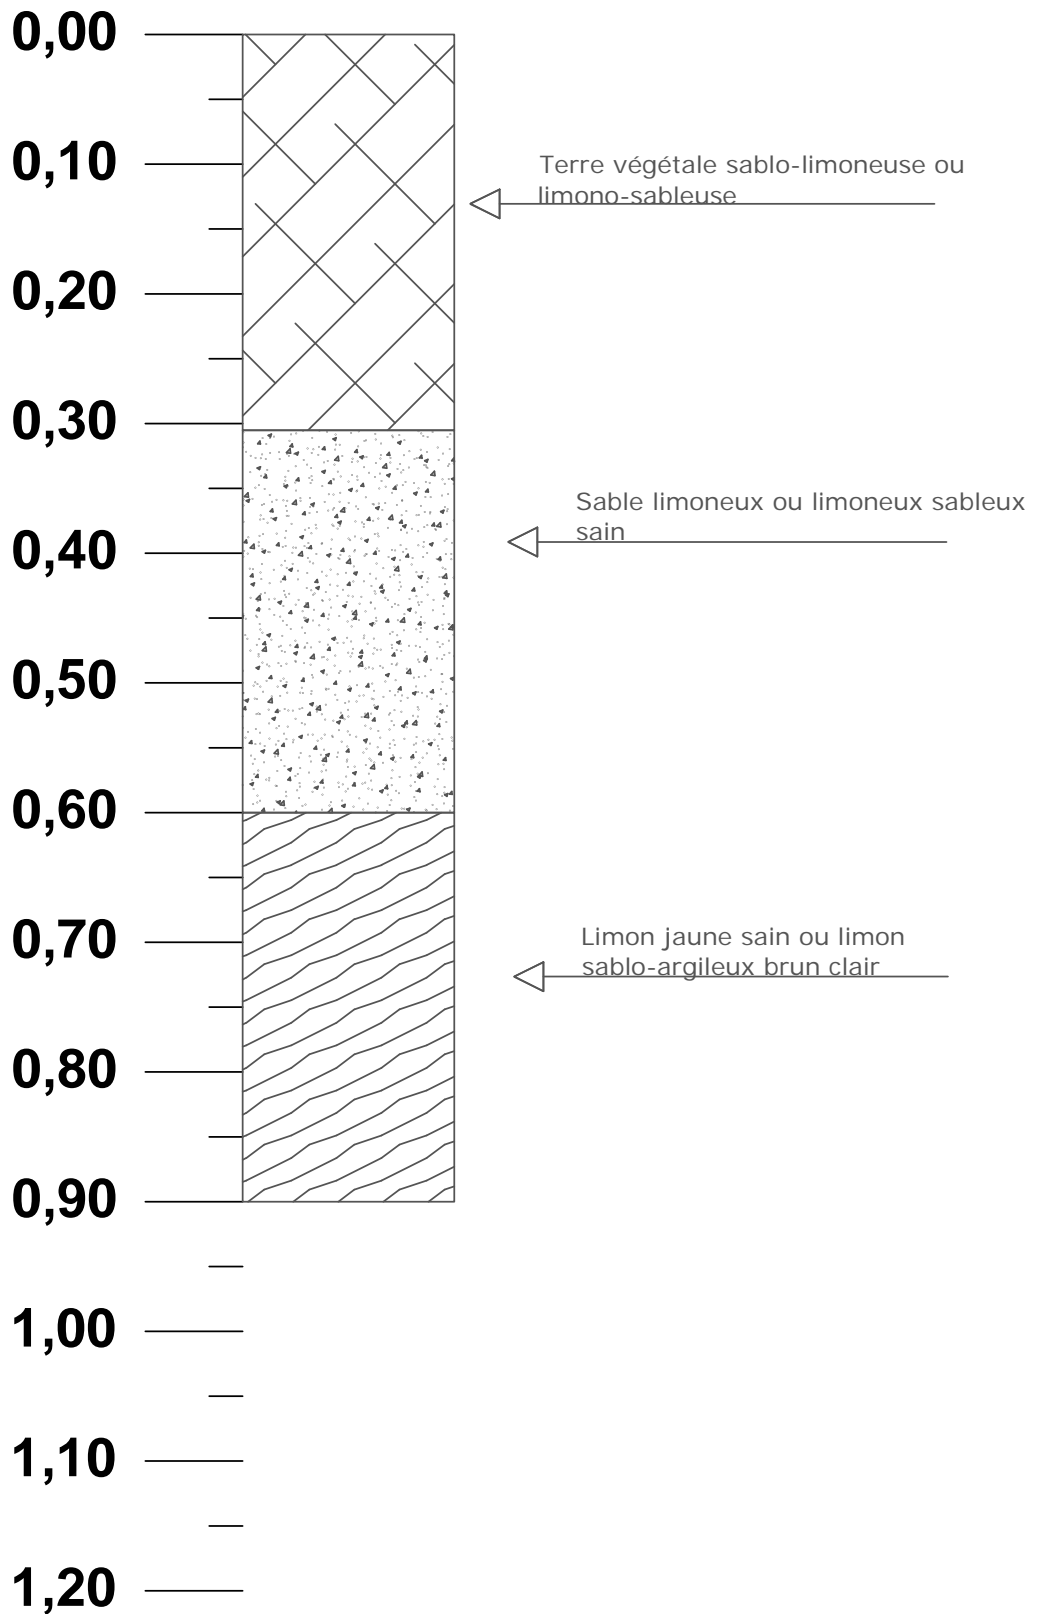 0,00
0,10
Terre végétale sablo-limoneuse ou
limono-sableuse
0,20
0,30
Sable limoneux ou limoneux sableux
sain
0,40
0,50
0,60
0,70
Limon jaune sain ou limon
sablo-argileux brun clair
0,80
0,90
1,00
1,10
1,20